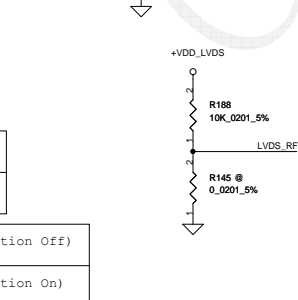 +VDD_LVDS
2
R188
10K_0201_5%
1
LVDS_RF
2
R145 @
0_0201_5%
1
tion Off)
tion On)